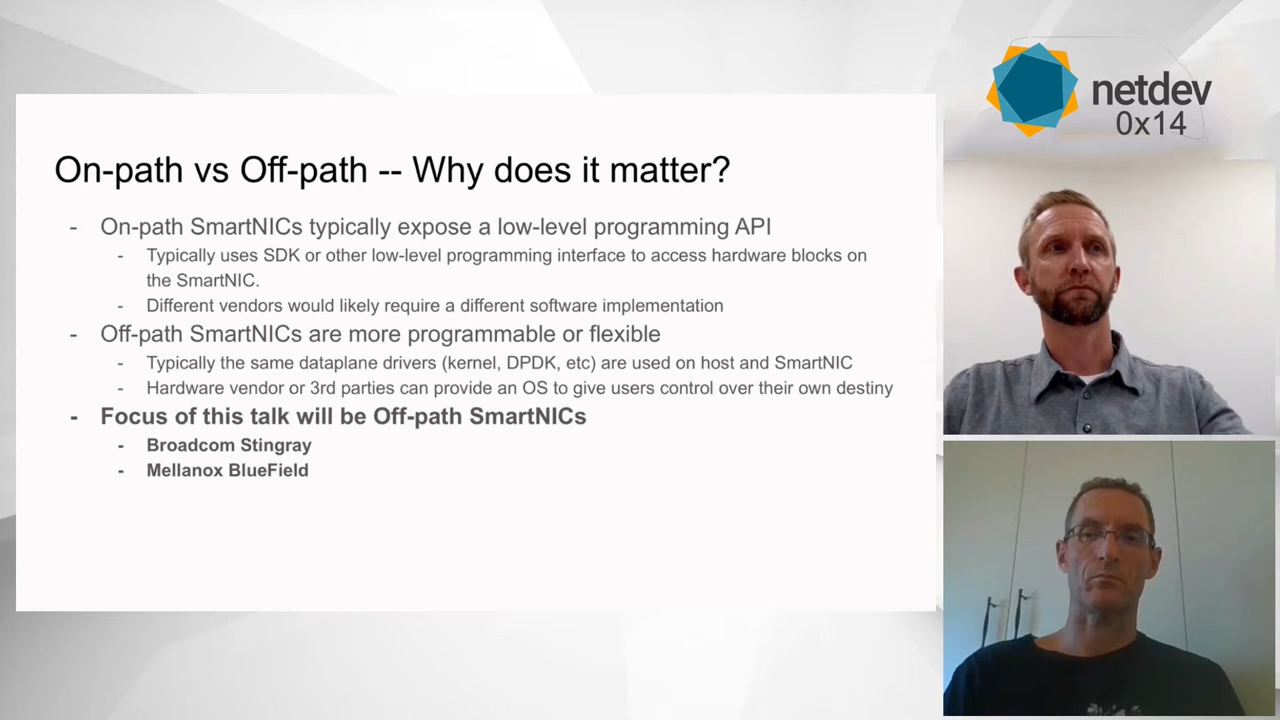 netdev
0x14
On-path vs Off-path -- Why does it matter?
- On-path SmartNICs typically expose a low-level programming API
- Typically uses SDK or other low-level programming interface to access hardware blocks on
the SmartNIC.
- Different vendors would likely require a different software implementation
- Off-path SmartNICs are more programmable or flexible
- Typically the same dataplane drivers (kernel, DPDK, etc) are used on host and SmartNIC
- Hardware vendor or 3rd parties can provide an OS to give users control over their own destiny
- Focus of this talk will be Off-path SmartNICs
- Broadcom Stingray
- Mellanox BlueField